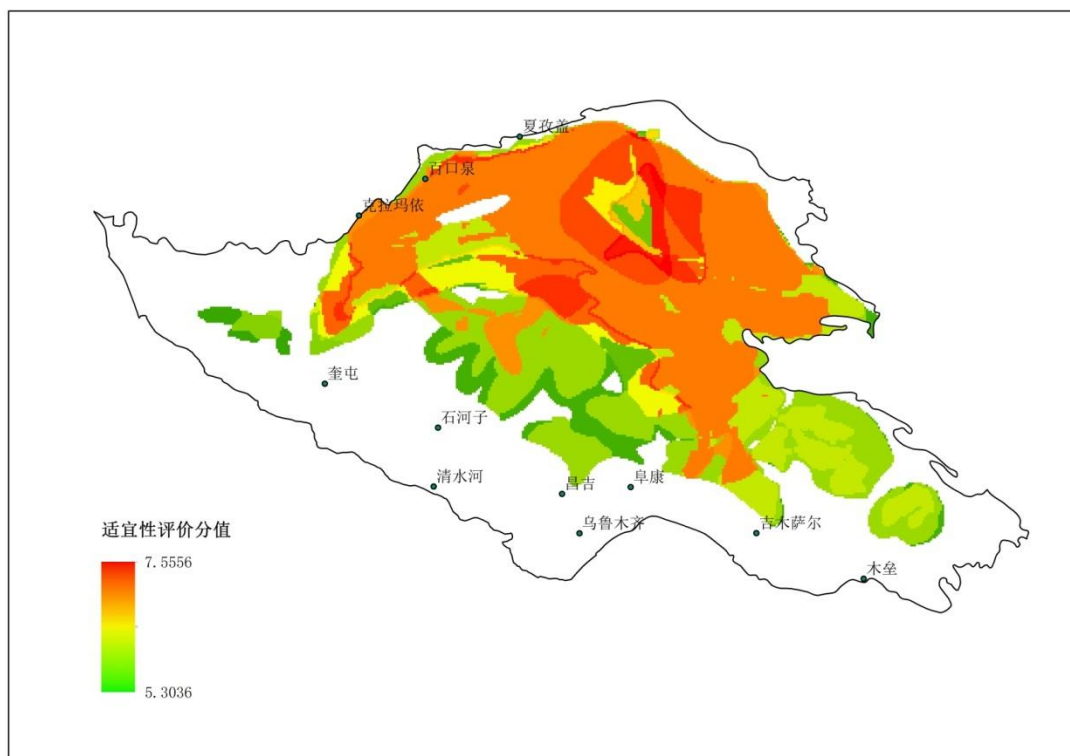 夏孜盖
百口泉
克拉玛依
奎屯
石河子
清水河
昌吉
阜康
乌鲁木齐
吉木萨尔
木垒
适宜性评价分值
7.5556
5.3036